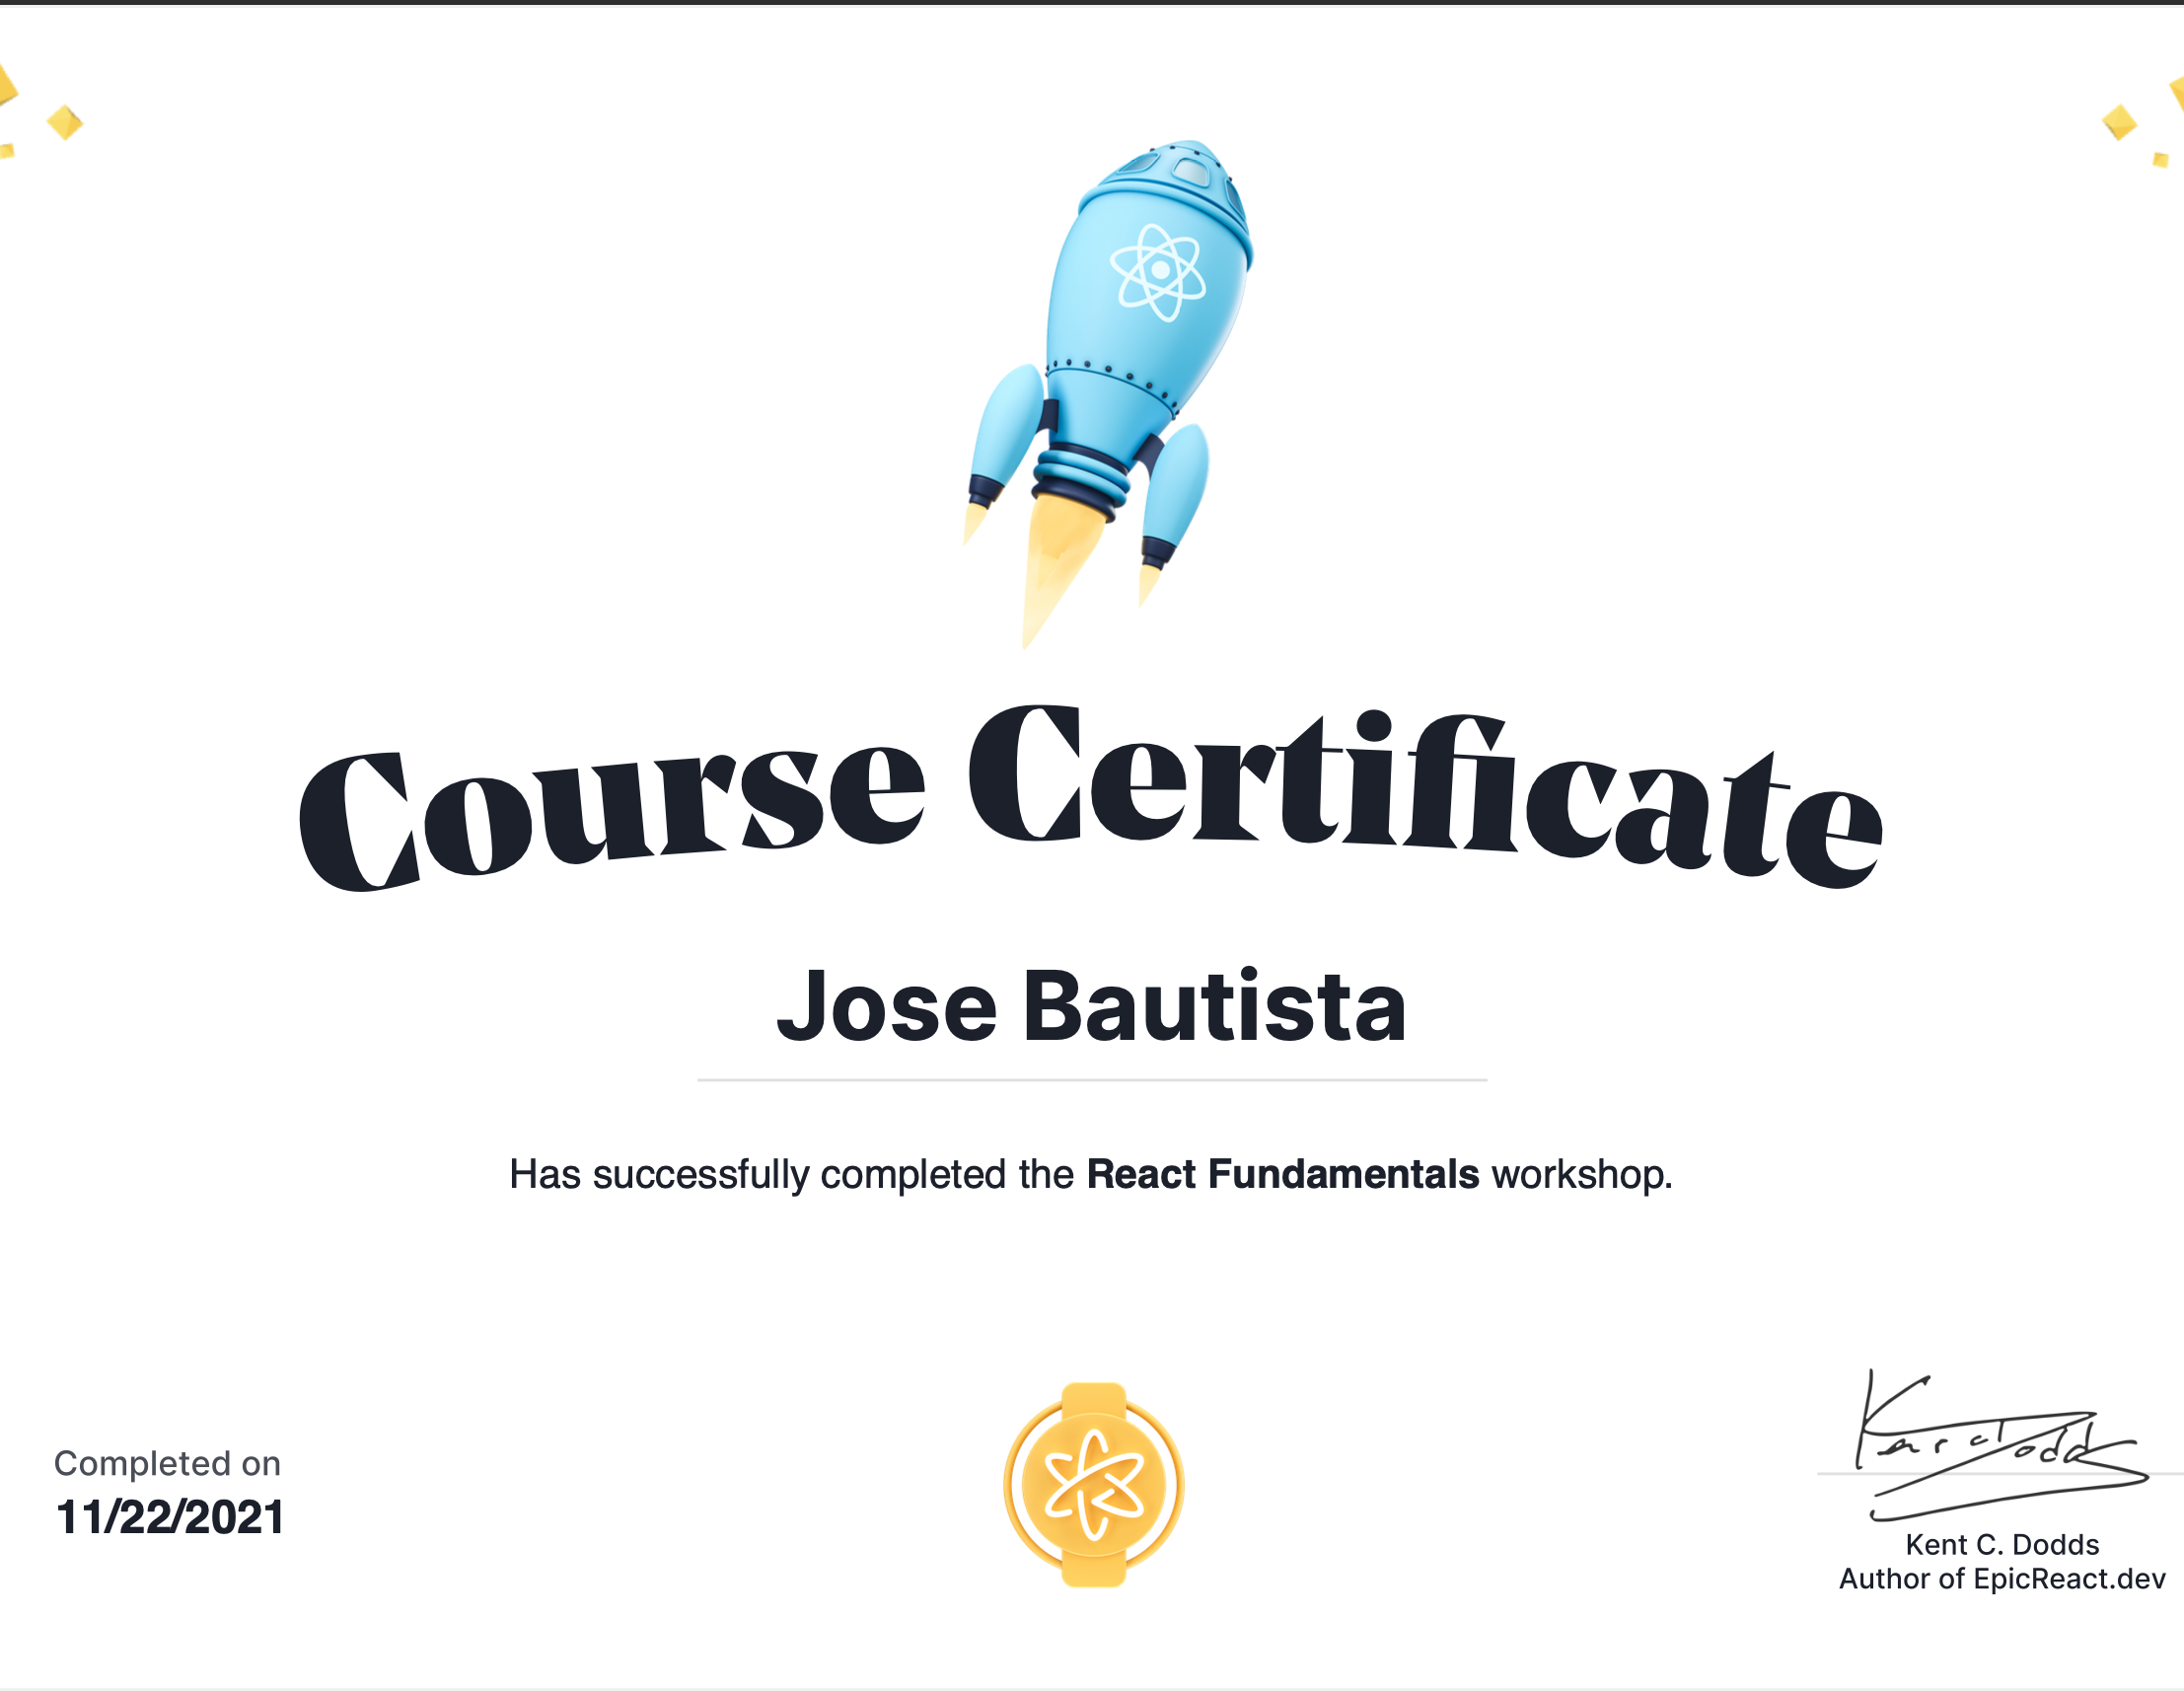 Course Certificate
Jose Bautista
Has successfully completed the React Fundamentals workshop.
Completed on
11/22/2021
Kent C Dodds
Kent C. Dodds
Author of EpicReact.dev